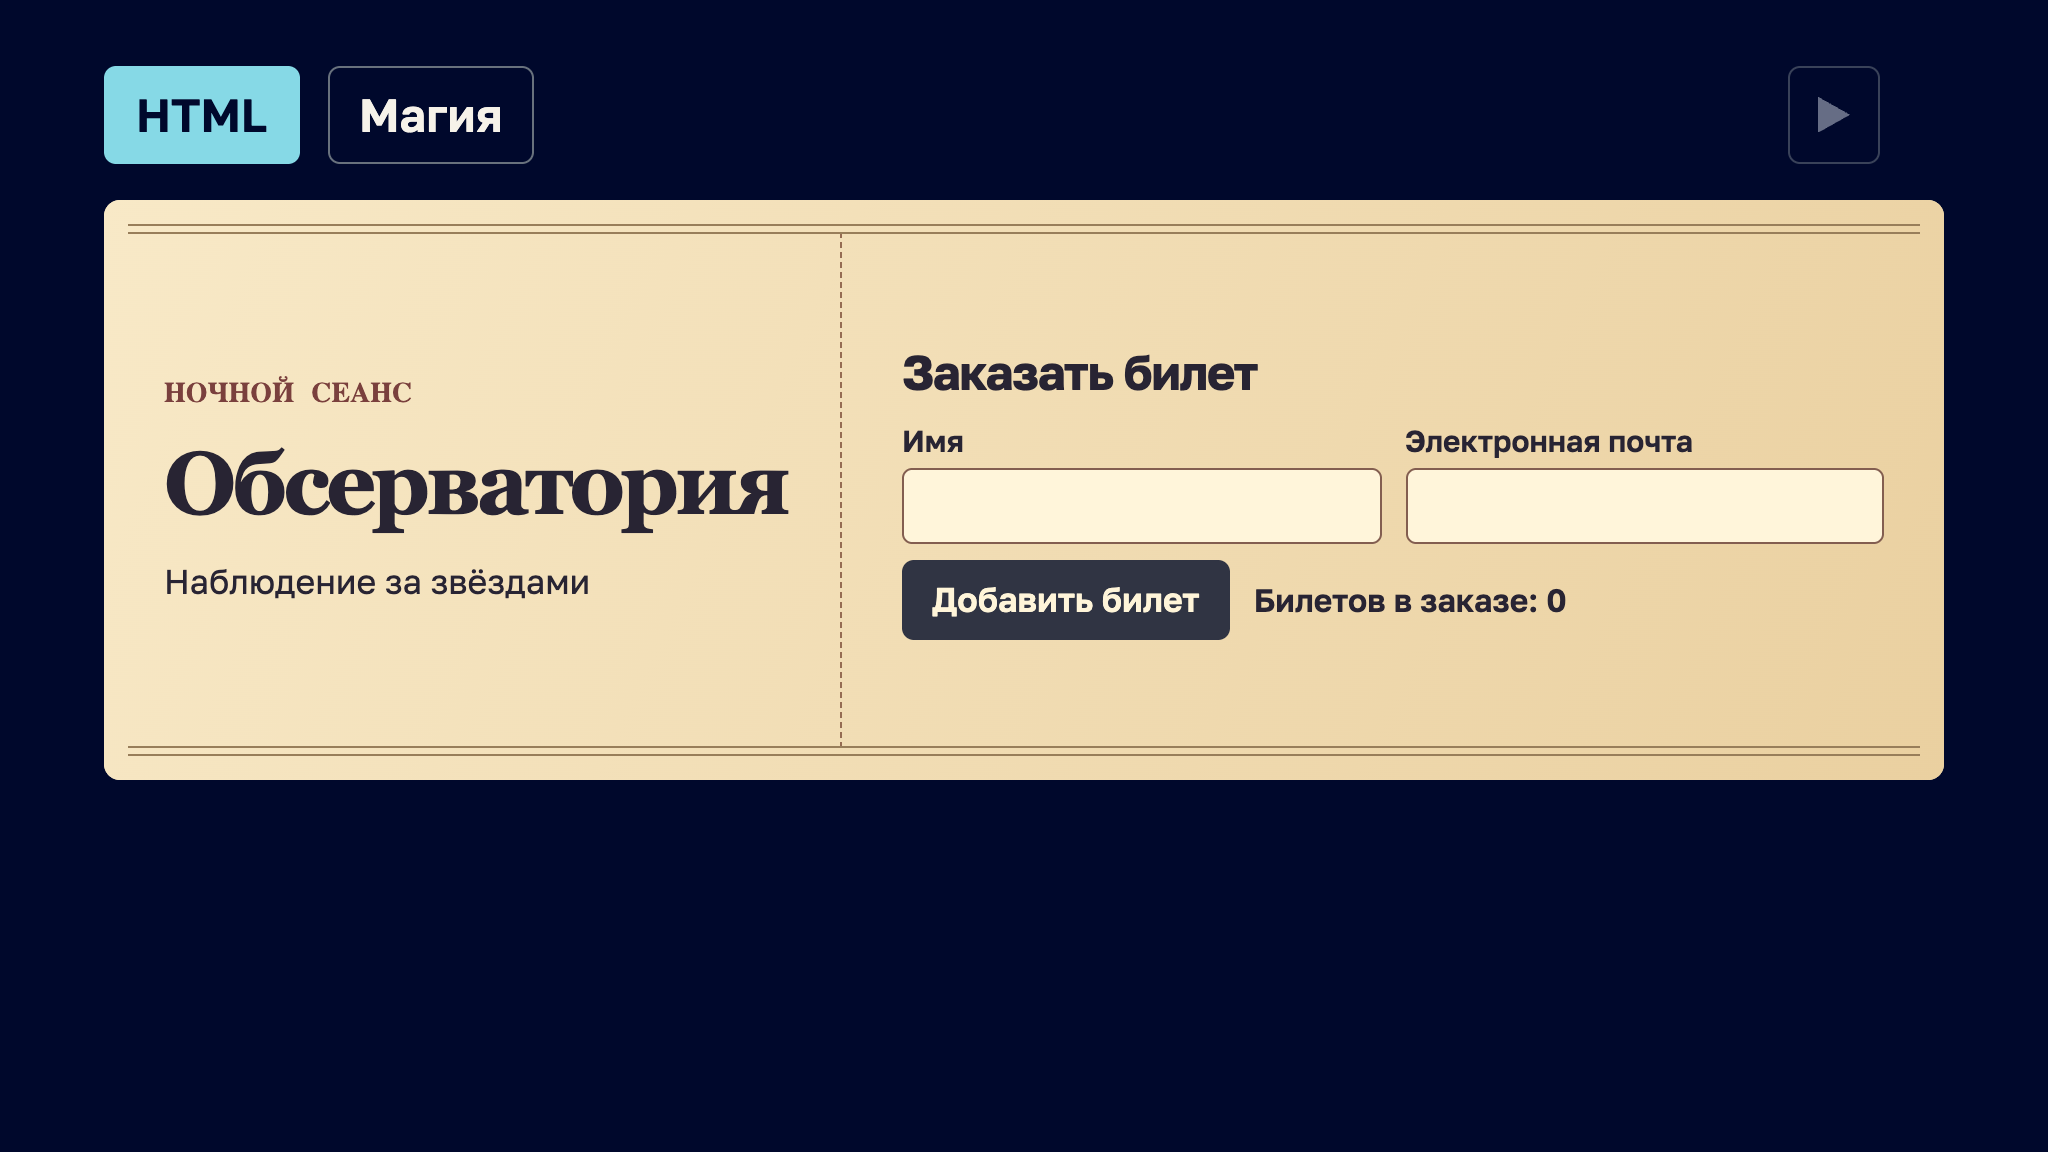 HTML
Магия
НОЧНОЙ СЕАНС
Обсерватория
Наблюдение за звёздами
Заказать билет
Имя
Электронная почта
Добавить билет
Билетов в заказе: 0